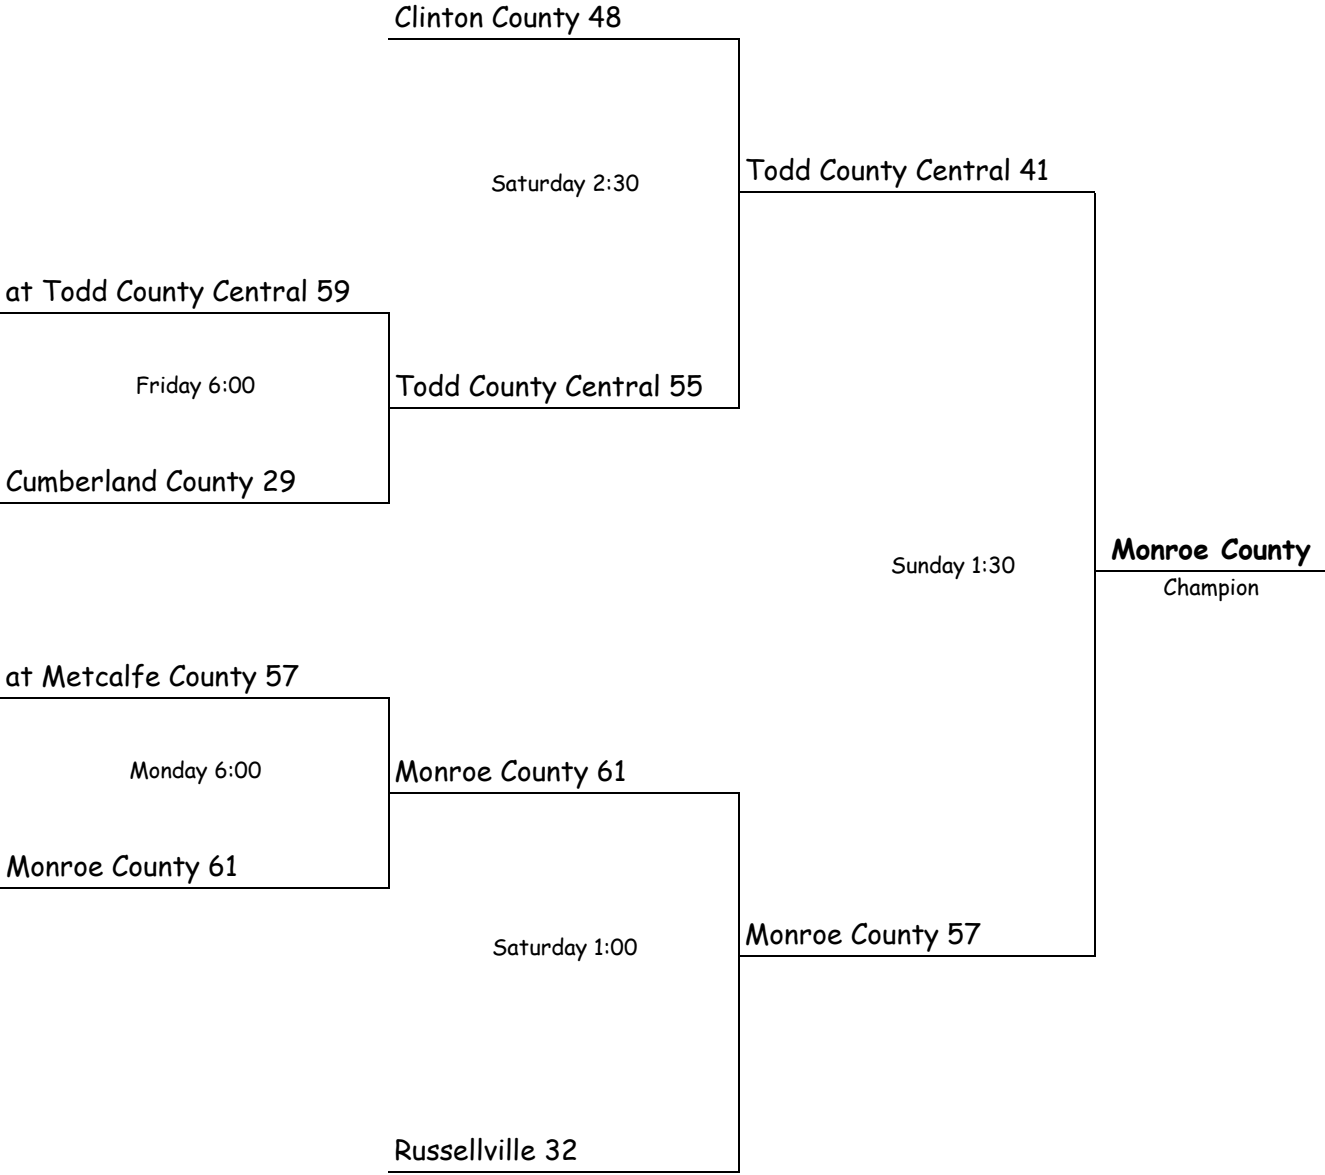 Clinton County 48
Saturday 2:30
Todd County Central 41
at Todd County Central 59
Friday 6:00
Todd County Central 55
Cumberland County 29
Sunday 1:30
Monroe County
Champion
at Metcalfe County 57
Monday 6:00
Monroe County 61
Monroe County 61
Saturday 1:00
Monroe County 57
Russellville 32